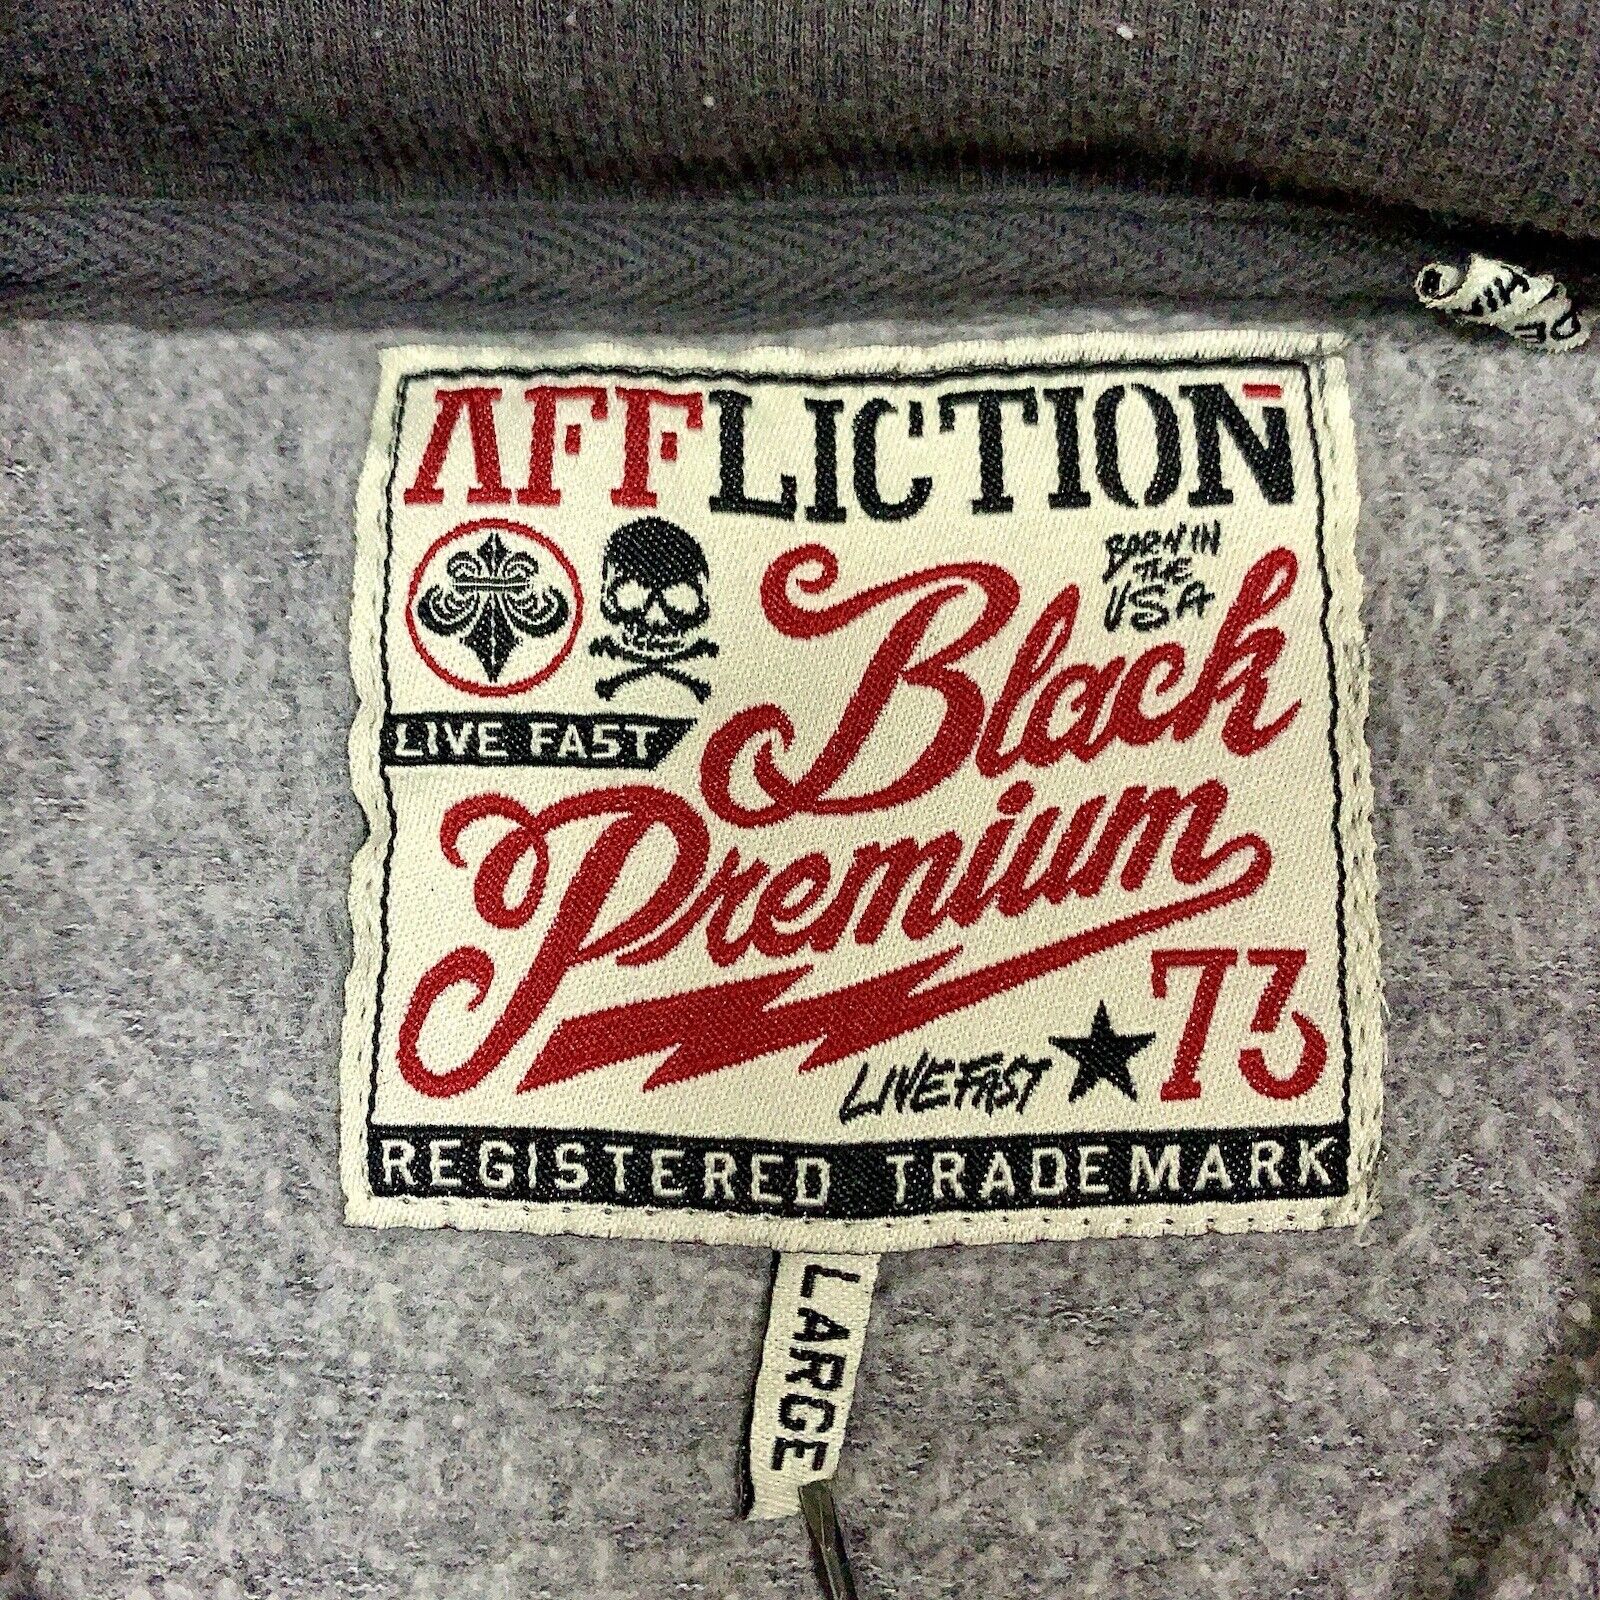 AFFLICTION
BORN IN
THE
USA
Black
LIVE FAST
Premium
73
LIVE FAST
REGISTERED TRADEMARK
LARGE